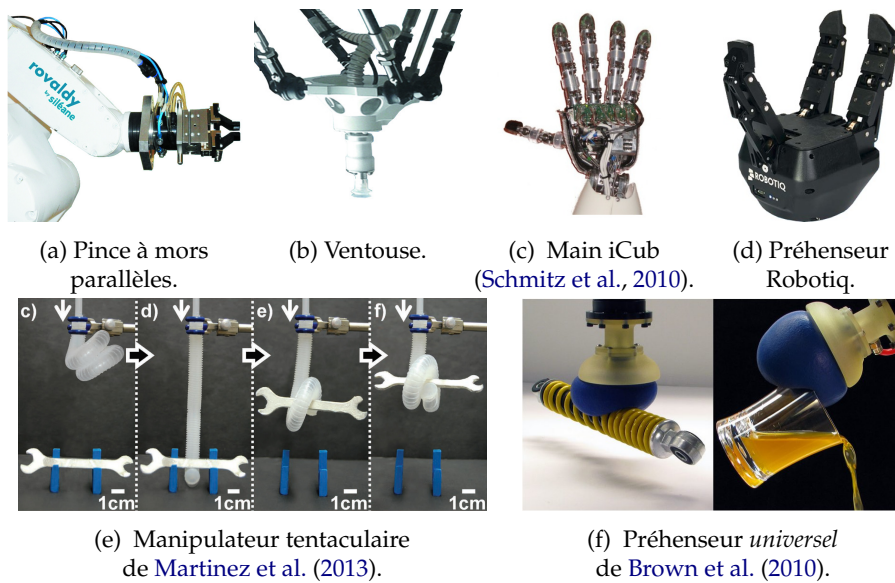 rovaldy
by siléane
ROBOTIQ
(a) Pince à mors
parallèles.
(b) Ventouse.
(c) Main iCub
(Schmitz et al., 2010).
(d) Préhenseur
Robotiq.
c)
d)
e)
f)
1cm
1cm
1cm
1cm
(e) Manipulateur tentaculaire
de Martinez et al. (2013).
(f) Préhenseur universel
de Brown et al. (2010).